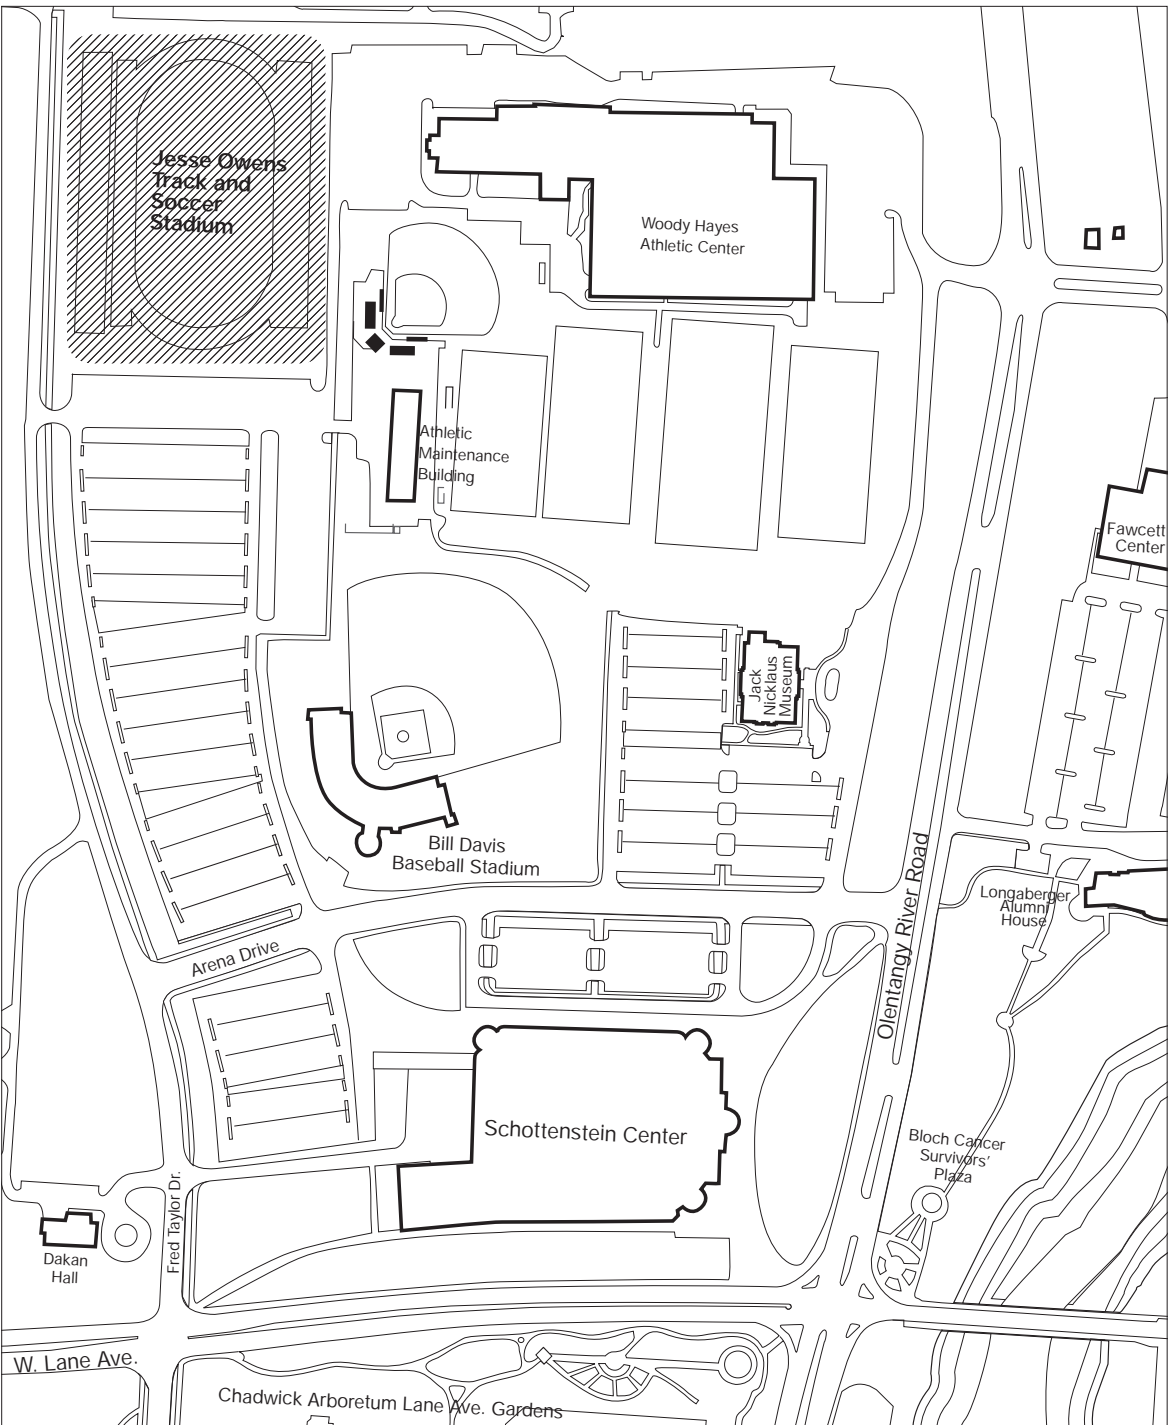 Jesse Owens
Track and
Soccer
Stadium
Woody Hayes
Athletic Center
Athletic
Maintenance
Building
Fawcett
Center
Jack
Nicklaus
Museum
Bill Davis
Baseball Stadium
Olentangy River Road
Longaberger
Alumni
House
Arena Drive
Schottenstein Center
Bloch Cancer
Survivors'
Plaza
Fred Taylor Dr.
Dakan
Hall
W. Lane Ave.
Chadwick Arboretum Lane Ave. Gardens